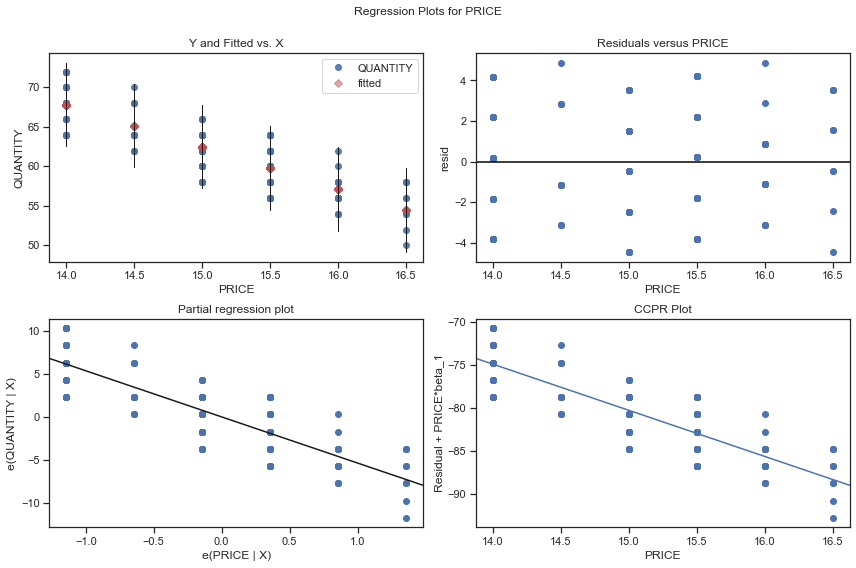 Regression Plots for PRICE
Y and Fitted vs. X
QUANTITY
fitted
70
65
60
55
50
QUANTITY
14.0 14.5 15.0 15.5 16.0 16.5
PRICE
Residuals versus PRICE
4
2
0
−2
−4
resid
14.0 14.5 15.0 15.5 16.0 16.5
PRICE
Partial regression plot
10
5
0
−5
−10
e(QUANTITY | X)
−1.0 −0.5 0.0 0.5 1.0
e(PRICE | X)
CCPR Plot
−70
−75
−80
−85
−90
Residual + PRICE*beta_1
14.0 14.5 15.0 15.5 16.0 16.5
PRICE